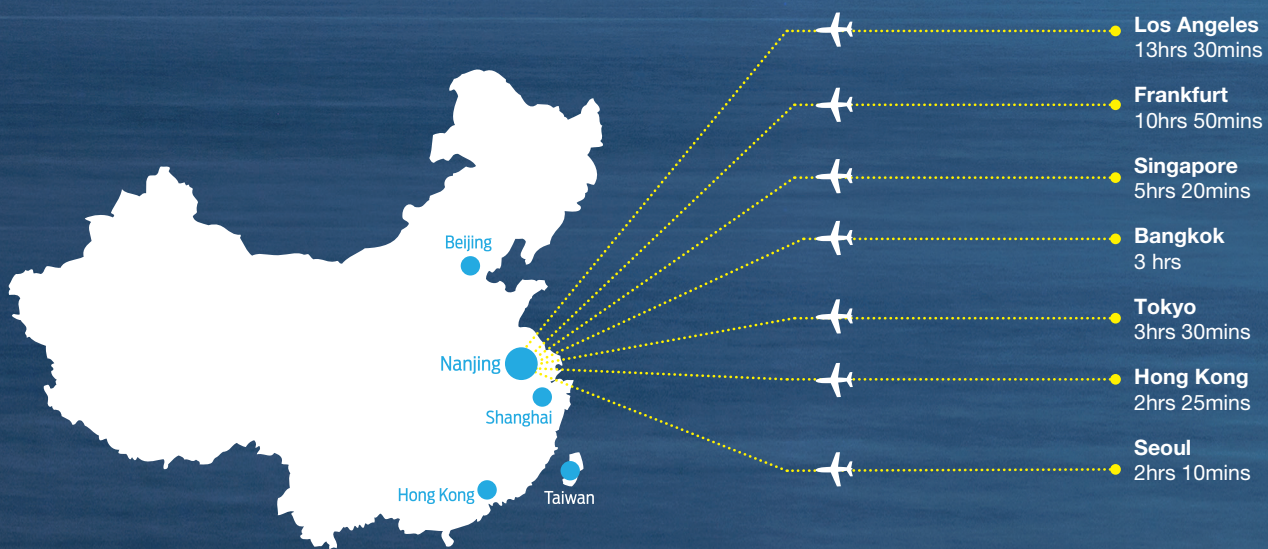 Los Angeles
13hrs 30mins
Frankfurt
10hrs 50mins
Singapore
5hrs 20mins
Bangkok
3 hrs
Tokyo
3hrs 30mins
Hong Kong
2hrs 25mins
Seoul
2hrs 10mins
Beijing
Nanjing
Shanghai
Hong Kong
Taiwan